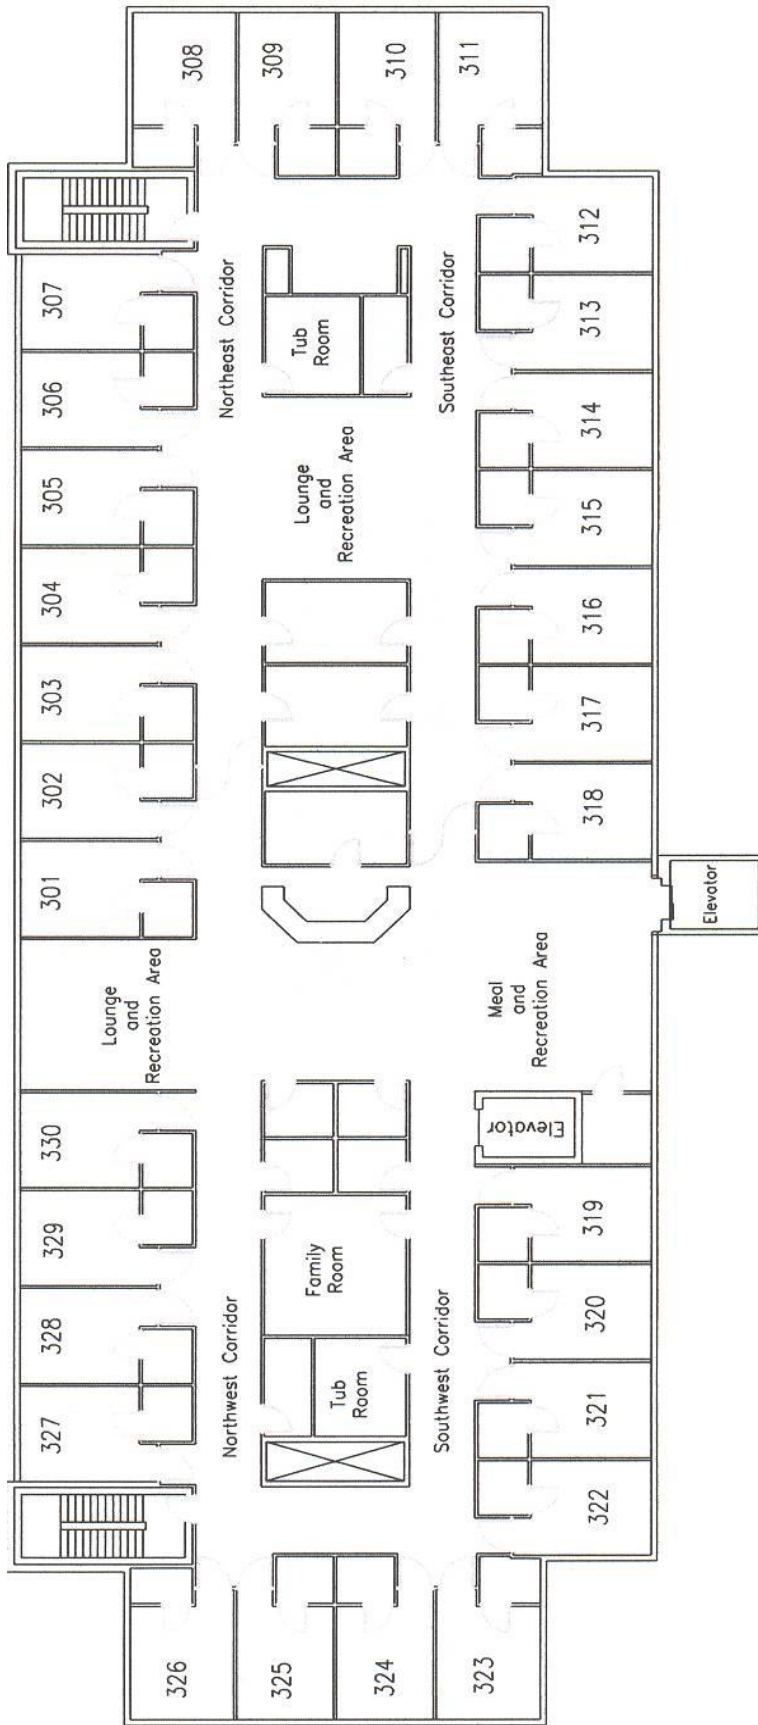 308
309
310
311
307
306
305
304
303
302
301
330
329
328
327
Northeast Corridor
Tub
Room
Southeast Corridor
Lounge
and
Recreation Area
312
313
314
315
316
317
318
Elevator
Lounge
and
Recreation Area
Meal
and
Recreation Area
Elevator
319
320
321
322
Family
Room
Northwest Corridor
Southwest Corridor
Tub
Room
326
325
324
323